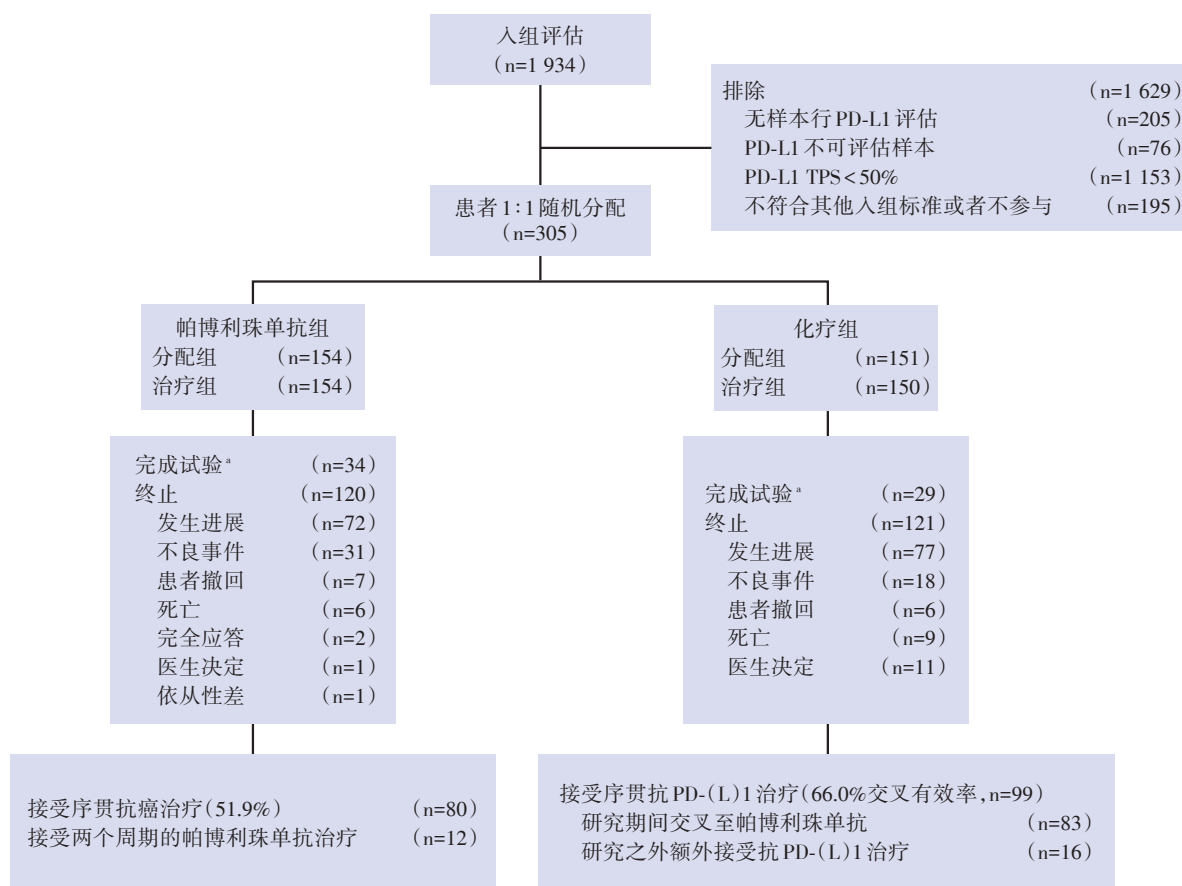 入组评估
（n=1 934）
排除 （n=1 629）
无样本行PD-L1评估 （n=205）
PD-L1不可评估样本 （n=76）
PD-L1 TPS<50% （n=1 153）
不符合其他入组标准或者不参与 （n=195）
患者1∶1随机分配
（n=305）
帕博利珠单抗组
分配组 （n=154）
治疗组 （n=154）
化疗组
分配组 （n=151）
治疗组 （n=150）
完成试验a （n=34）
终止 （n=120）
发生进展 （n=72）
不良事件 （n=31）
患者撤回 （n=7）
死亡 （n=6）
完全应答 （n=2）
医生决定 （n=1）
依从性差 （n=1）
完成试验a （n=29）
终止 （n=121）
发生进展 （n=77）
不良事件 （n=18）
患者撤回 （n=6）
死亡 （n=9）
医生决定 （n=11）
接受序贯抗癌治疗(51.9%) （n=80）
接受两个周期的帕博利珠单抗治疗 （n=12）
接受序贯抗PD-(L)1治疗(66.0%交叉有效率,n=99)
研究期间交叉至帕博利珠单抗 （n=83）
研究之外额外接受抗PD-(L)1治疗 （n=16）